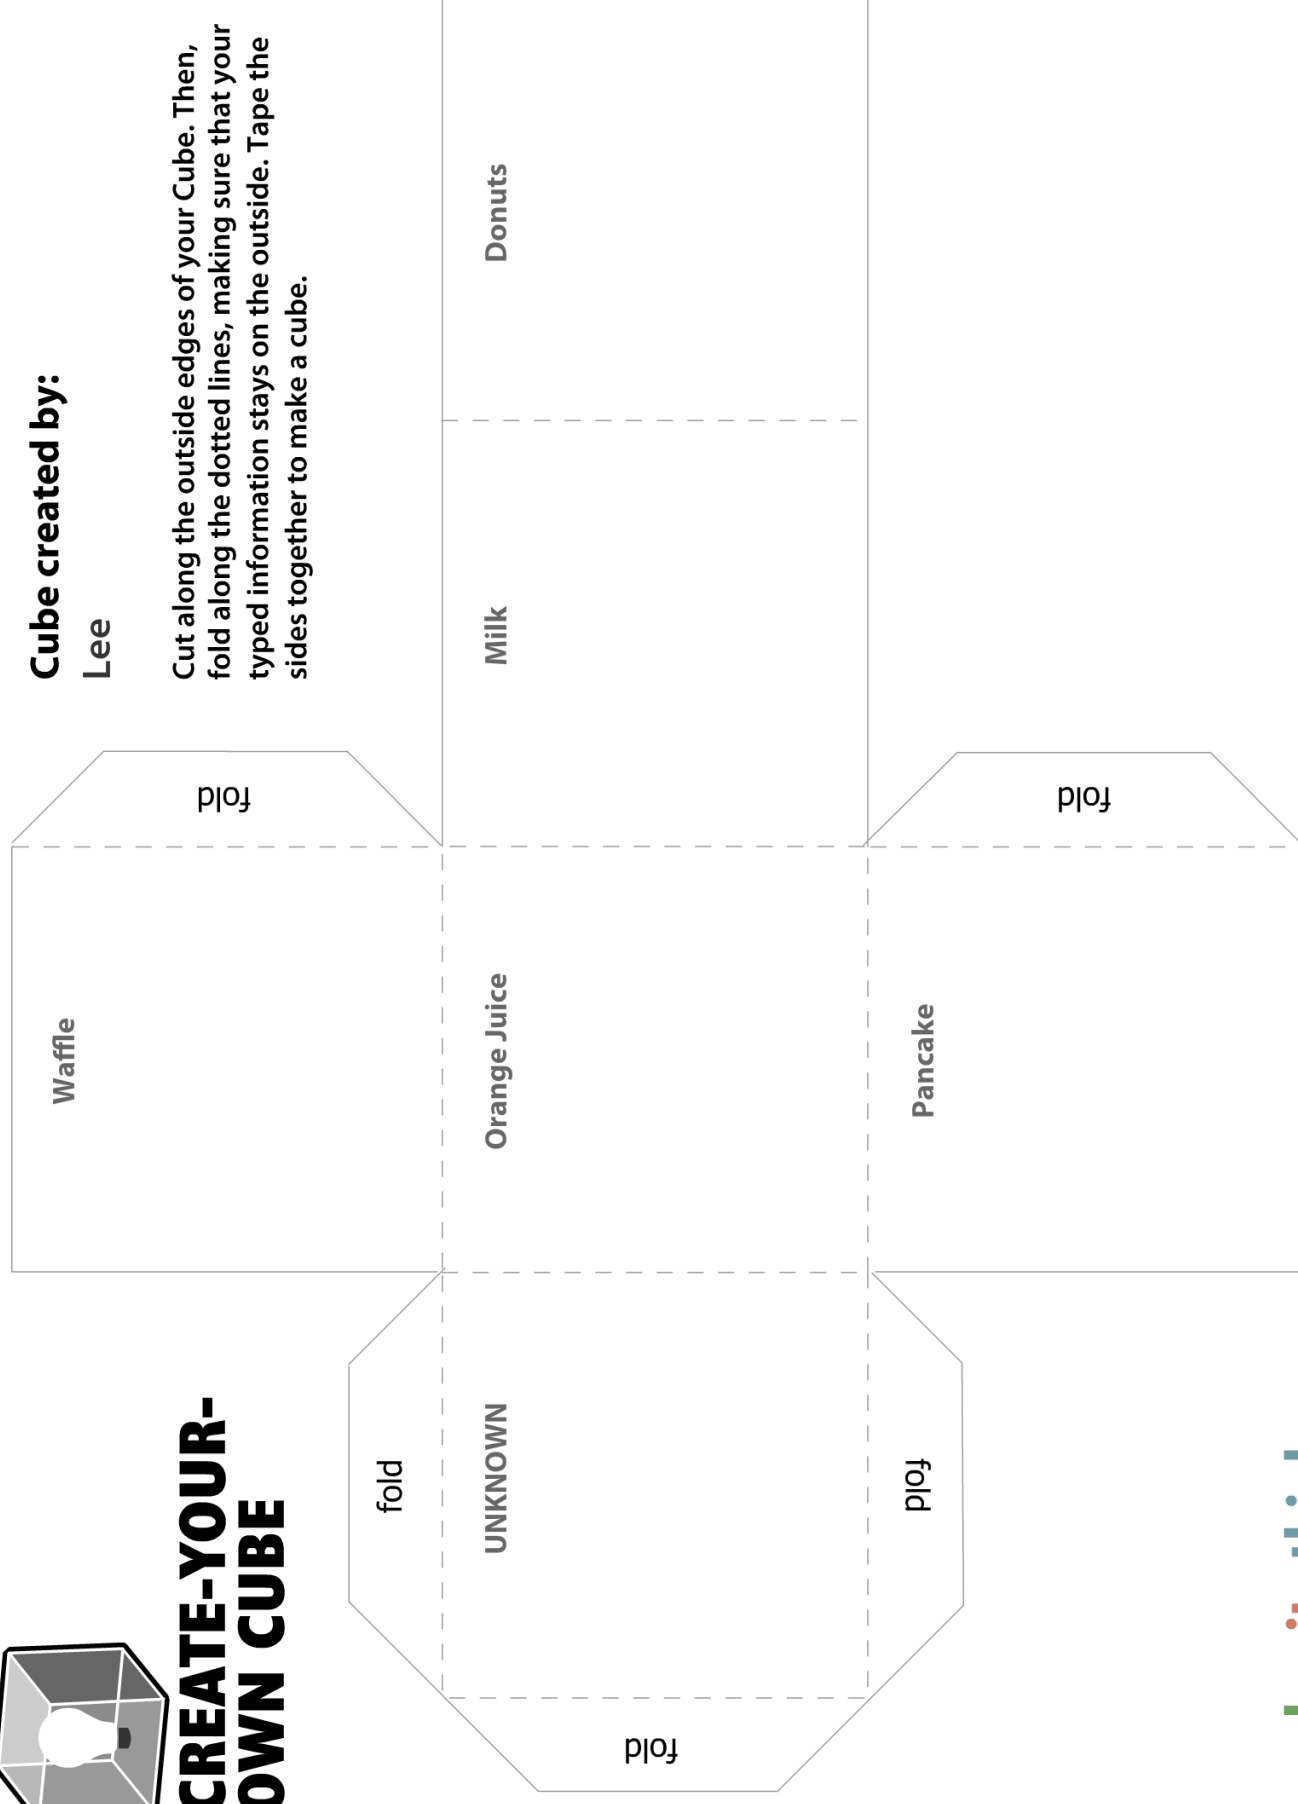 CREATE-YOUR-
OWN CUBE
Cube created by:
Lee
Cut along the outside edges of your Cube. Then,
fold along the dotted lines, making sure that your
typed information stays on the outside. Tape the
sides together to make a cube.
fold
Waffle
fold
fold
UNKNOWN
Orange Juice
Milk
Donuts
fold
Pancake
fold